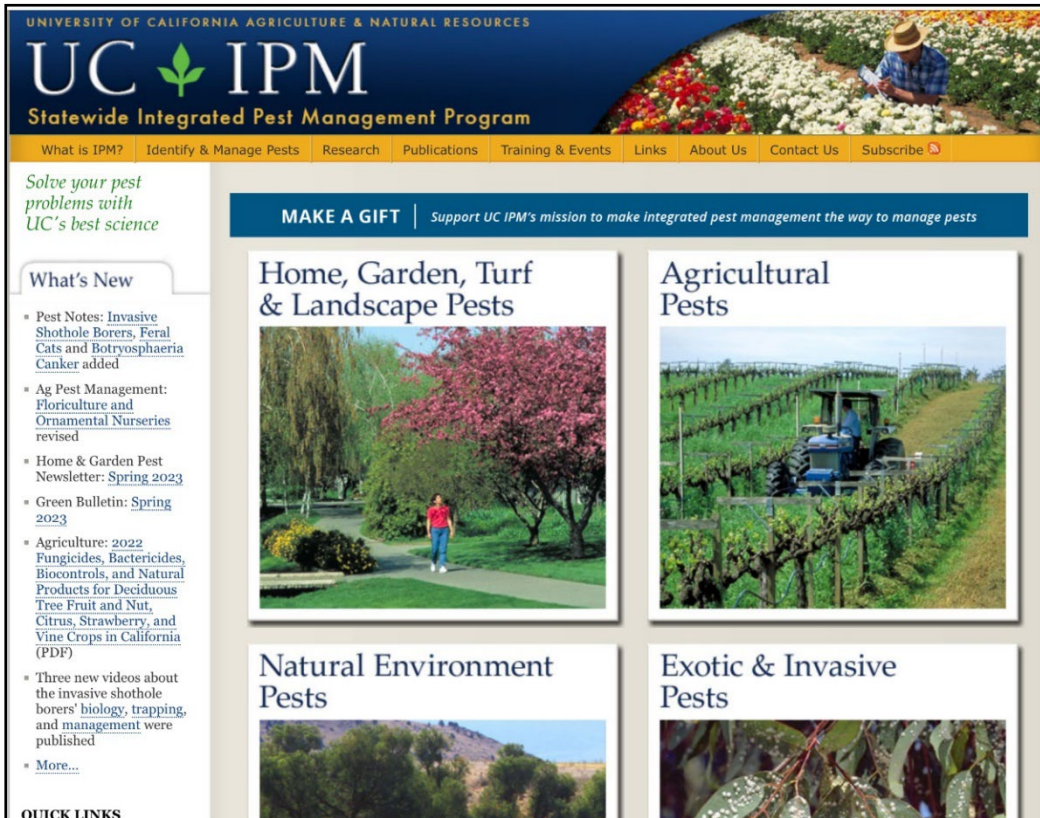 UNIVERSITY OF CALIFORNIA AGRICULTURE & NATURAL RESOURCES
UC IPM
Statewide Integrated Pest Management Program
What is IPM? Identify & Manage Pests Research Publications Training & Events Links About Us Contact Us Subscribe
Solve your pest
problems with
UC's best science
MAKE A GIFT Support UC IPM's mission to make integrated pest management the way to manage pests
What's New
Pest Notes: Invasive
Shothole Borers, Feral
Cats and Botryosphaeria
Canker added
Ag Pest Management:
Floriculture and
Ornamental Nurseries
revised
Home & Garden Pest
Newsletter: Spring 2023
Green Bulletin: Spring
2023
Agriculture: 2022
Fungicides, Bactericides,
Biocontrols, and Natural
Products for Deciduous
Tree Fruit and Nut,
Citrus, Strawberry, and
Vine Crops in California
(PDF)
Three new videos about
the invasive shothole
borers' biology, trapping,
and management were
published
More...
QUICK LINKS
Home, Garden, Turf
& Landscape Pests
Agricultural
Pests
Natural Environment
Pests
Exotic & Invasive
Pests